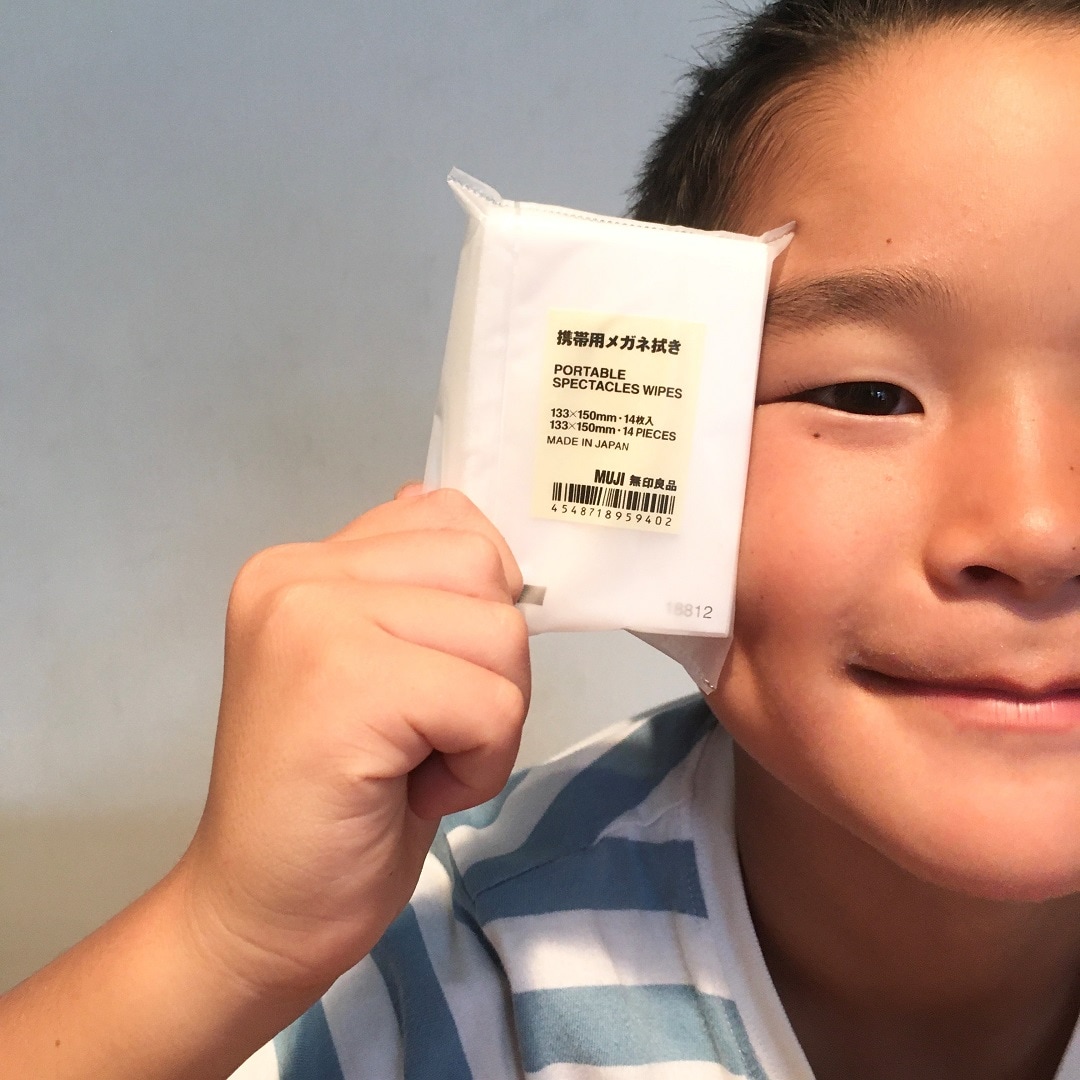 携帯用メガネ拭き
PORTABLE
SPECTACLES WIPES
133×150mm・14枚入
133×150mm・14 PIECES
MADE IN JAPAN
MUJI 無印良品
4548718959402
18812